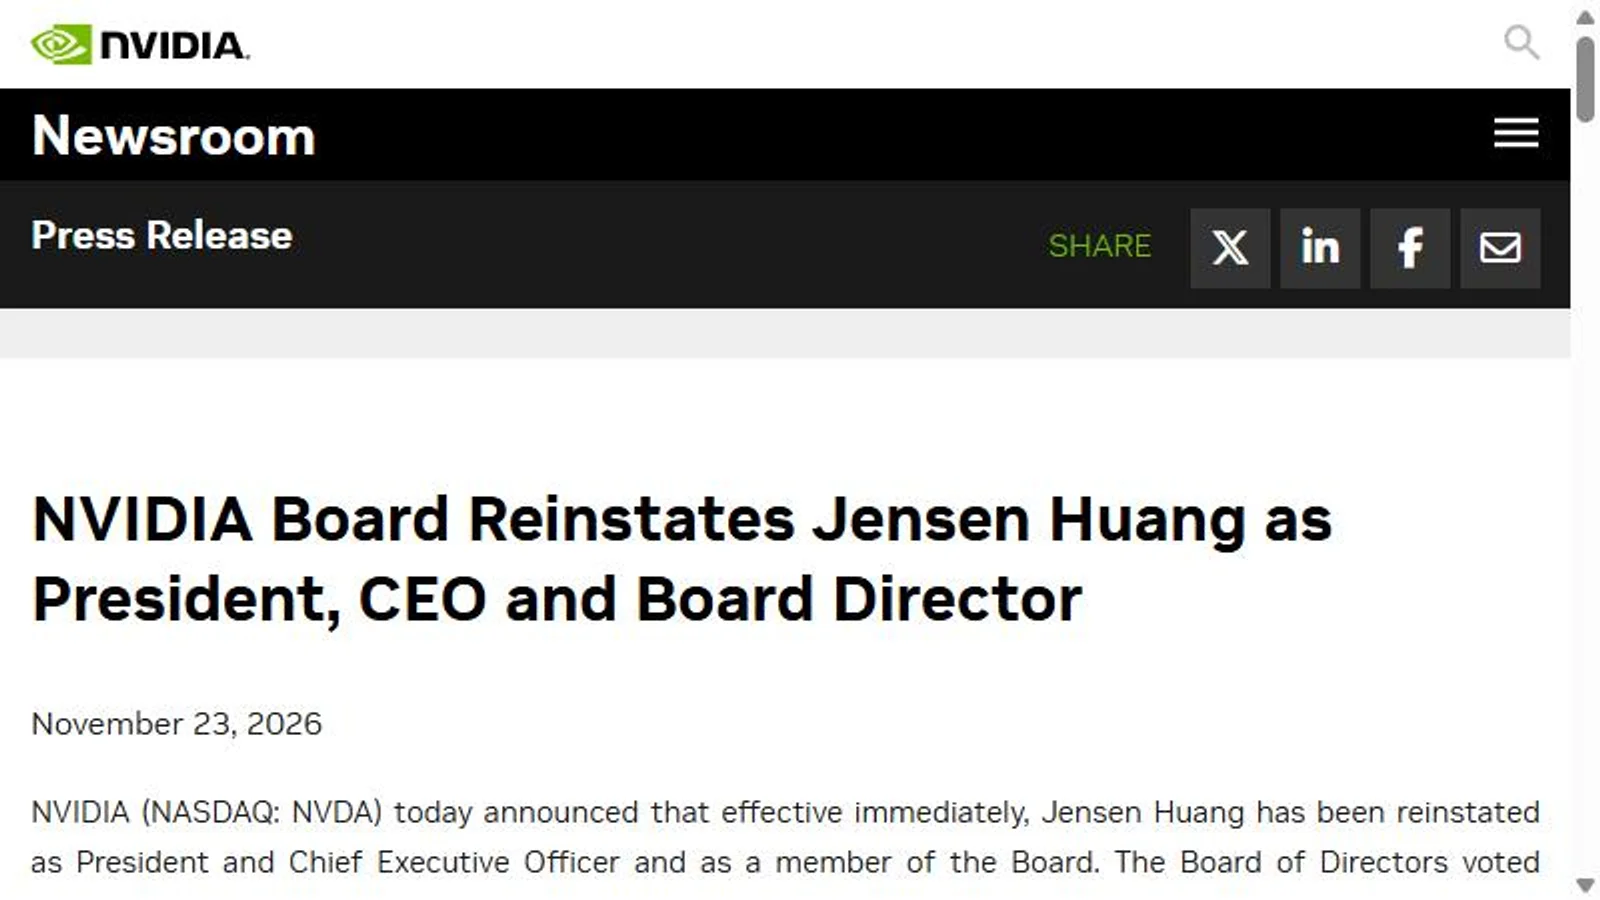 NVIDIA.
Newsroom
Press Release
SHARE
NVIDIA Board Reinstates Jensen Huang as
President, CEO and Board Director
November 23, 2026
NVIDIA (NASDAQ: NVDA) today announced that effective immediately, Jensen Huang has been reinstated
as President and Chief Executive Officer and as a member of the Board. The Board of Directors voted